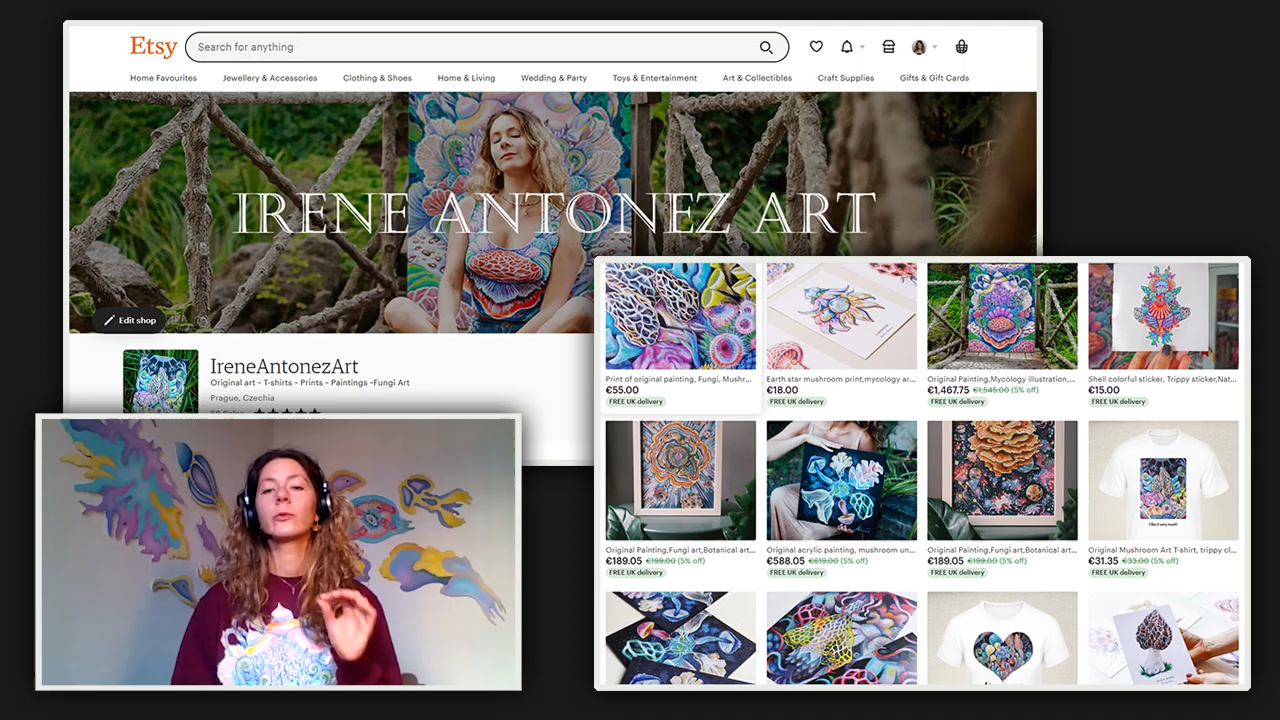 Etsy
Search for anything
Home Favourites Jewellery & Accessories Clothing & Shoes Home & Living Wedding & Party Toys & Entertainment Art & Collectibles Craft Supplies Gifts & Gift Cards
IRENE ANTONEZ ART
Edit shop
IreneAntonezArt
Original art - T-shirts - Prints - Paintings -Fungi Art
Prague, Czechia
Print of original painting, Fungi, Mushr... Earth star mushroom print,mycology ar... Original Painting,Mycology illustration,... Shell colorful sticker, Trippy sticker,Nat...
€55.00 €18.00 €1,467.75 €1,545.00 (5% off) €15.00
FREE UK delivery FREE UK delivery FREE UK delivery FREE UK delivery
Original Painting,Fungi art,Botanical art... Original acrylic painting, mushroom un... Original Painting,Fungi art,Botanical art... Original Mushroom Art T-shirt, trippy cl...
€189.05 €199.00 (5% off) €588.05 €619.00 (5% off) €189.05 €199.00 (5% off) €31.35 €33.00 (5% off)
FREE UK delivery FREE UK delivery FREE UK delivery FREE UK delivery